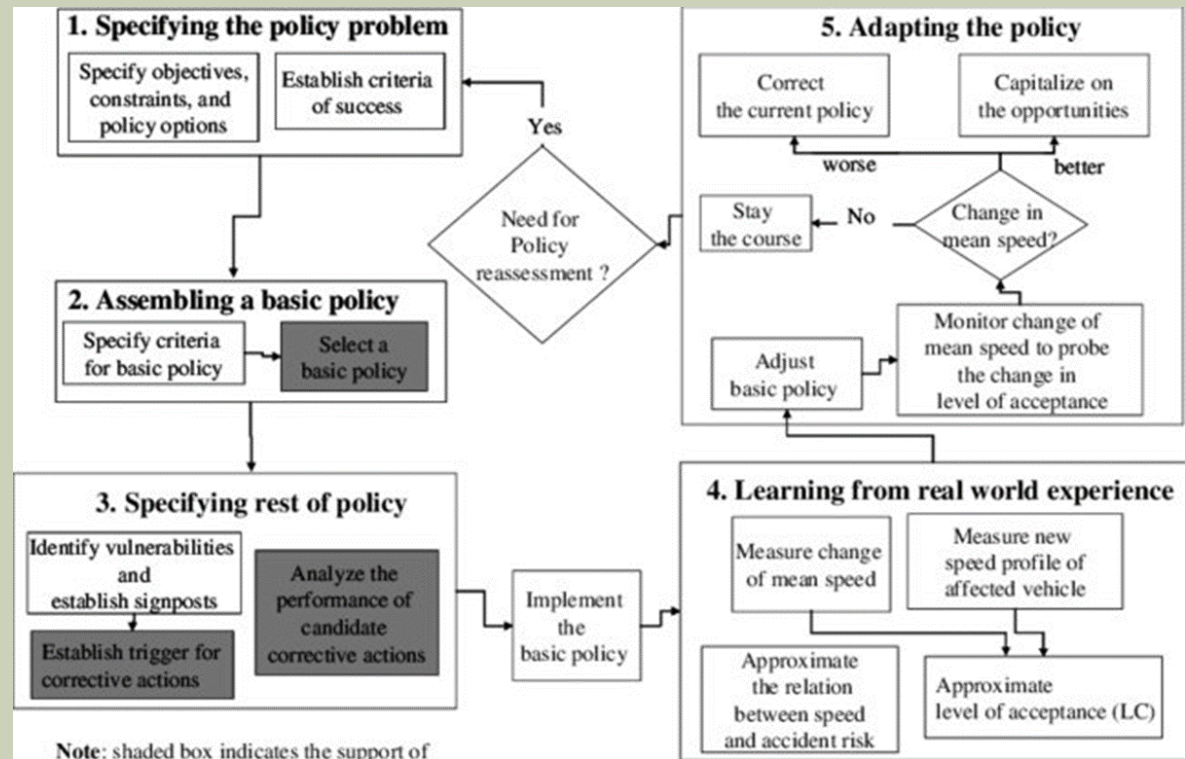 1. Specifying the policy problem
Specify objectives,
constraints, and
policy options
Establish criteria
of success
Yes
Need for
Policy
reassessment ?
2. Assembling a basic policy
Specify criteria
for basic policy
Select a
basic policy
3. Specifying rest of policy
Identify vulnerabilities
and
establish signposts
Establish trigger for
corrective actions
Analyze the
performance of
candidate
corrective actions
Implement
the
basic policy
4. Learning from real world experience
Measure change
of mean speed
Measure new
speed profile of
affected vehicle
Approximate
the relation
between speed
and accident risk
Approximate
level of acceptance (LC)
5. Adapting the policy
Correct
the current policy
Capitalize on
the opportunities
worse
better
Stay
the course
No
Change in
mean speed?
Adjust
basic policy
Monitor change of
mean speed to probe
the change in
level of acceptance
Note: shaded box indicates the support of